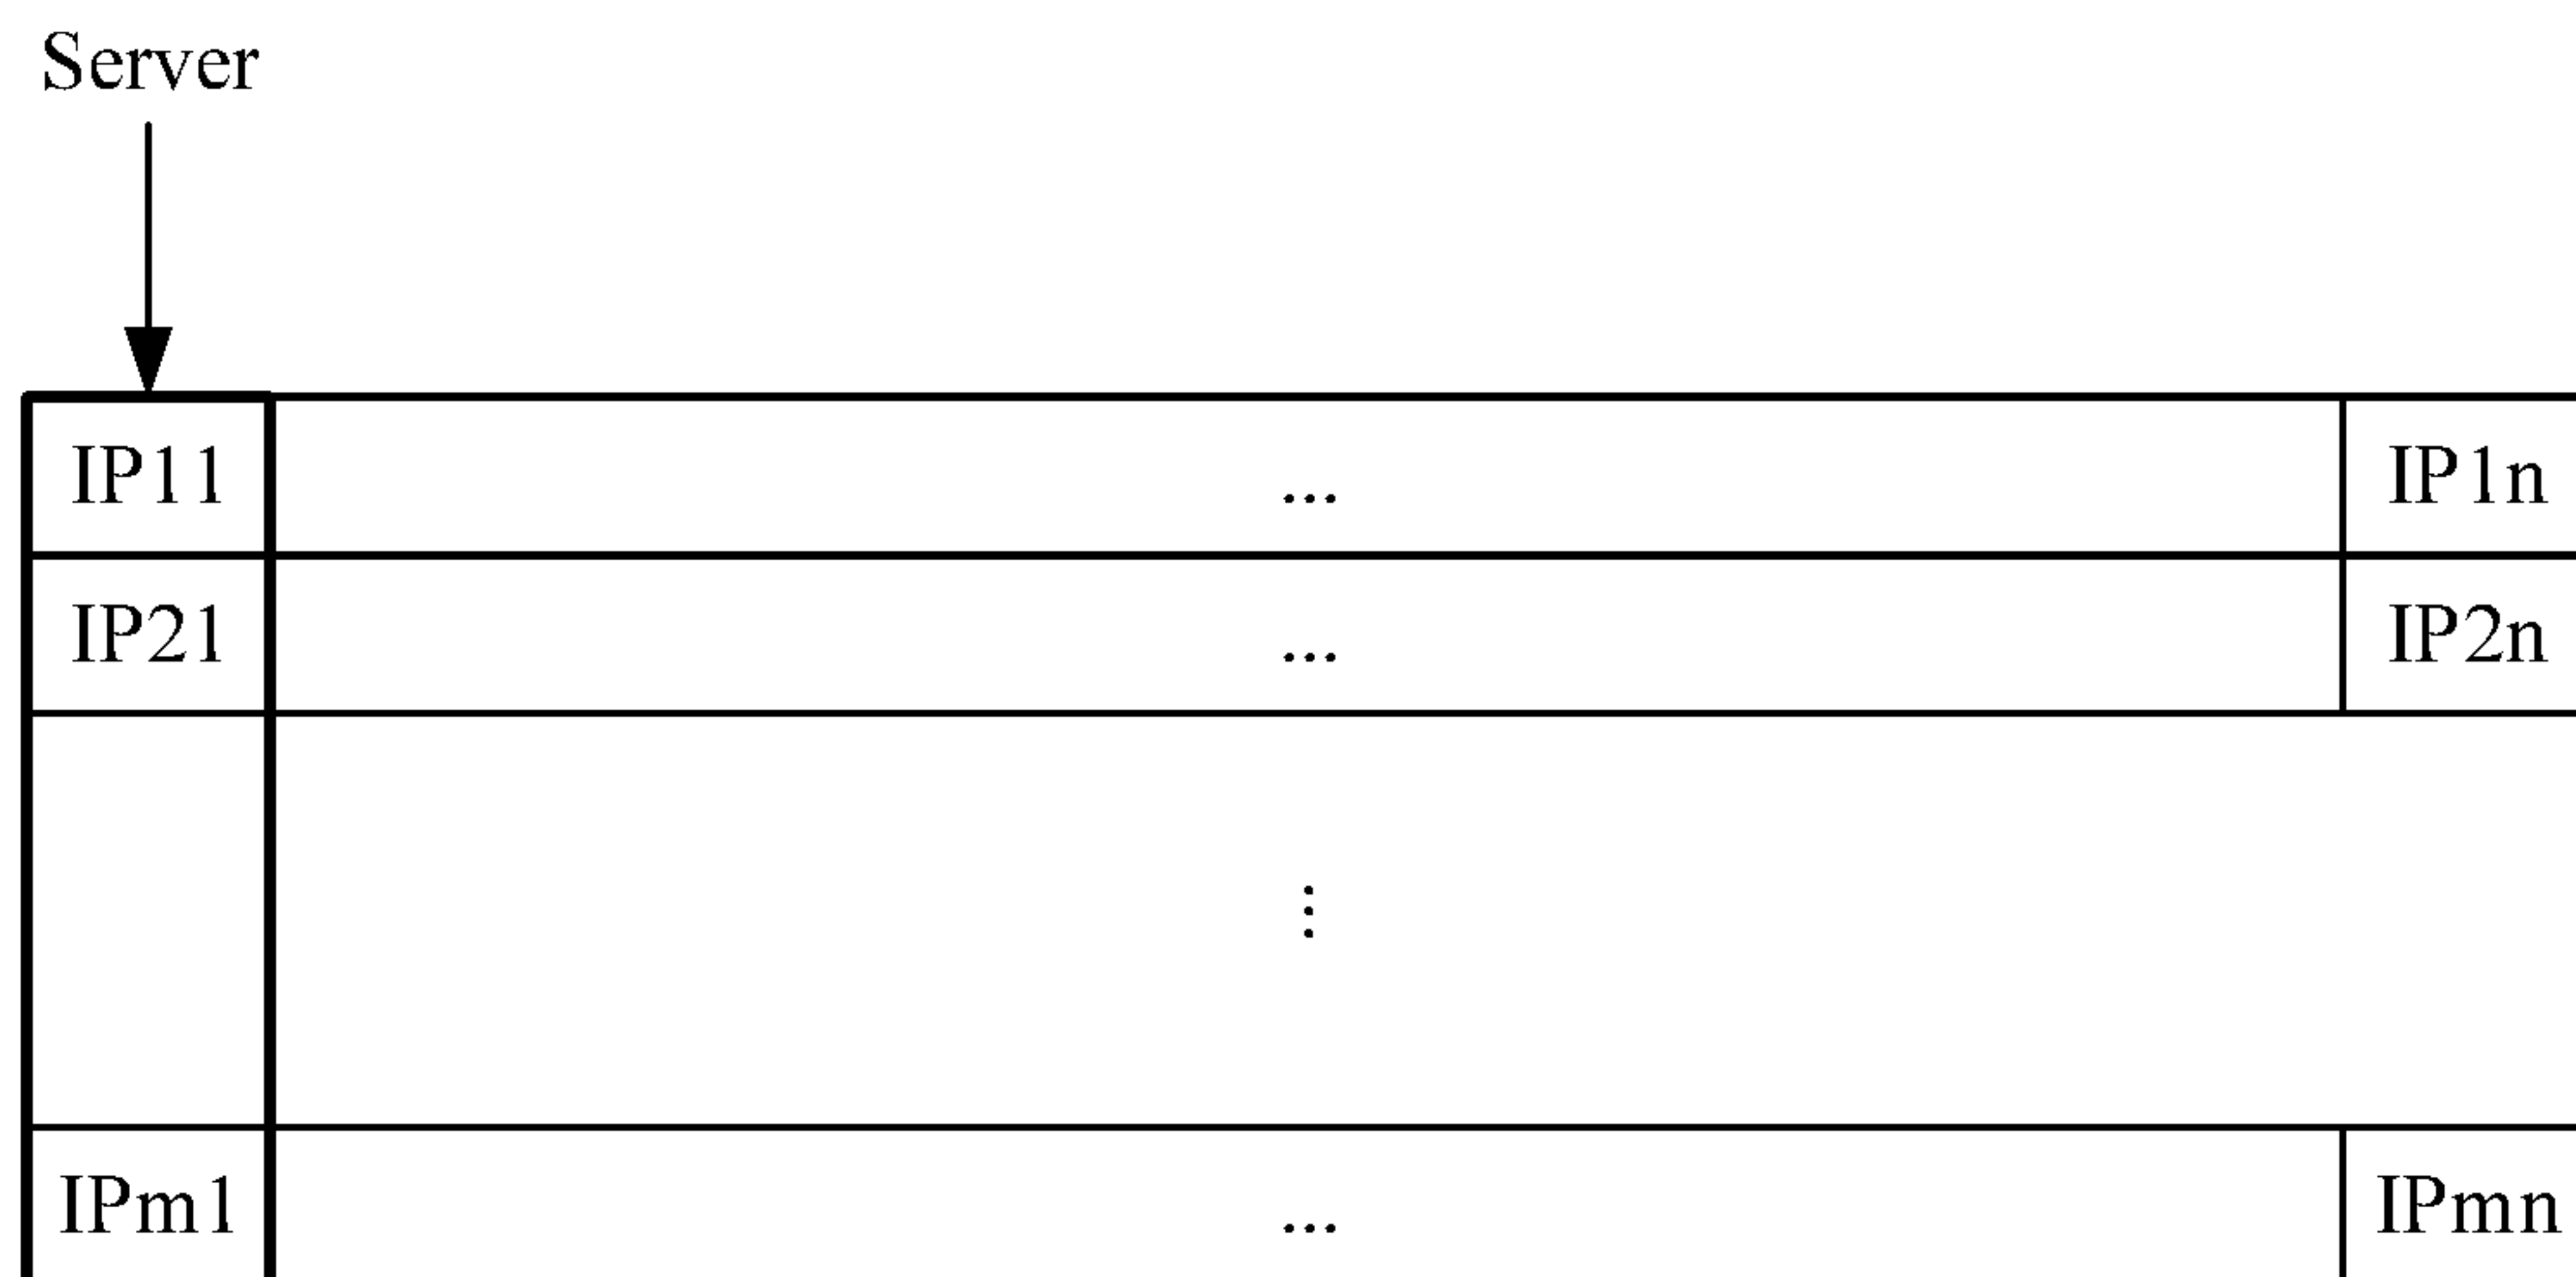 Server
IP11 ... IP1n
IP21 ... IP2n
⋮
IPm1 ... IPmn